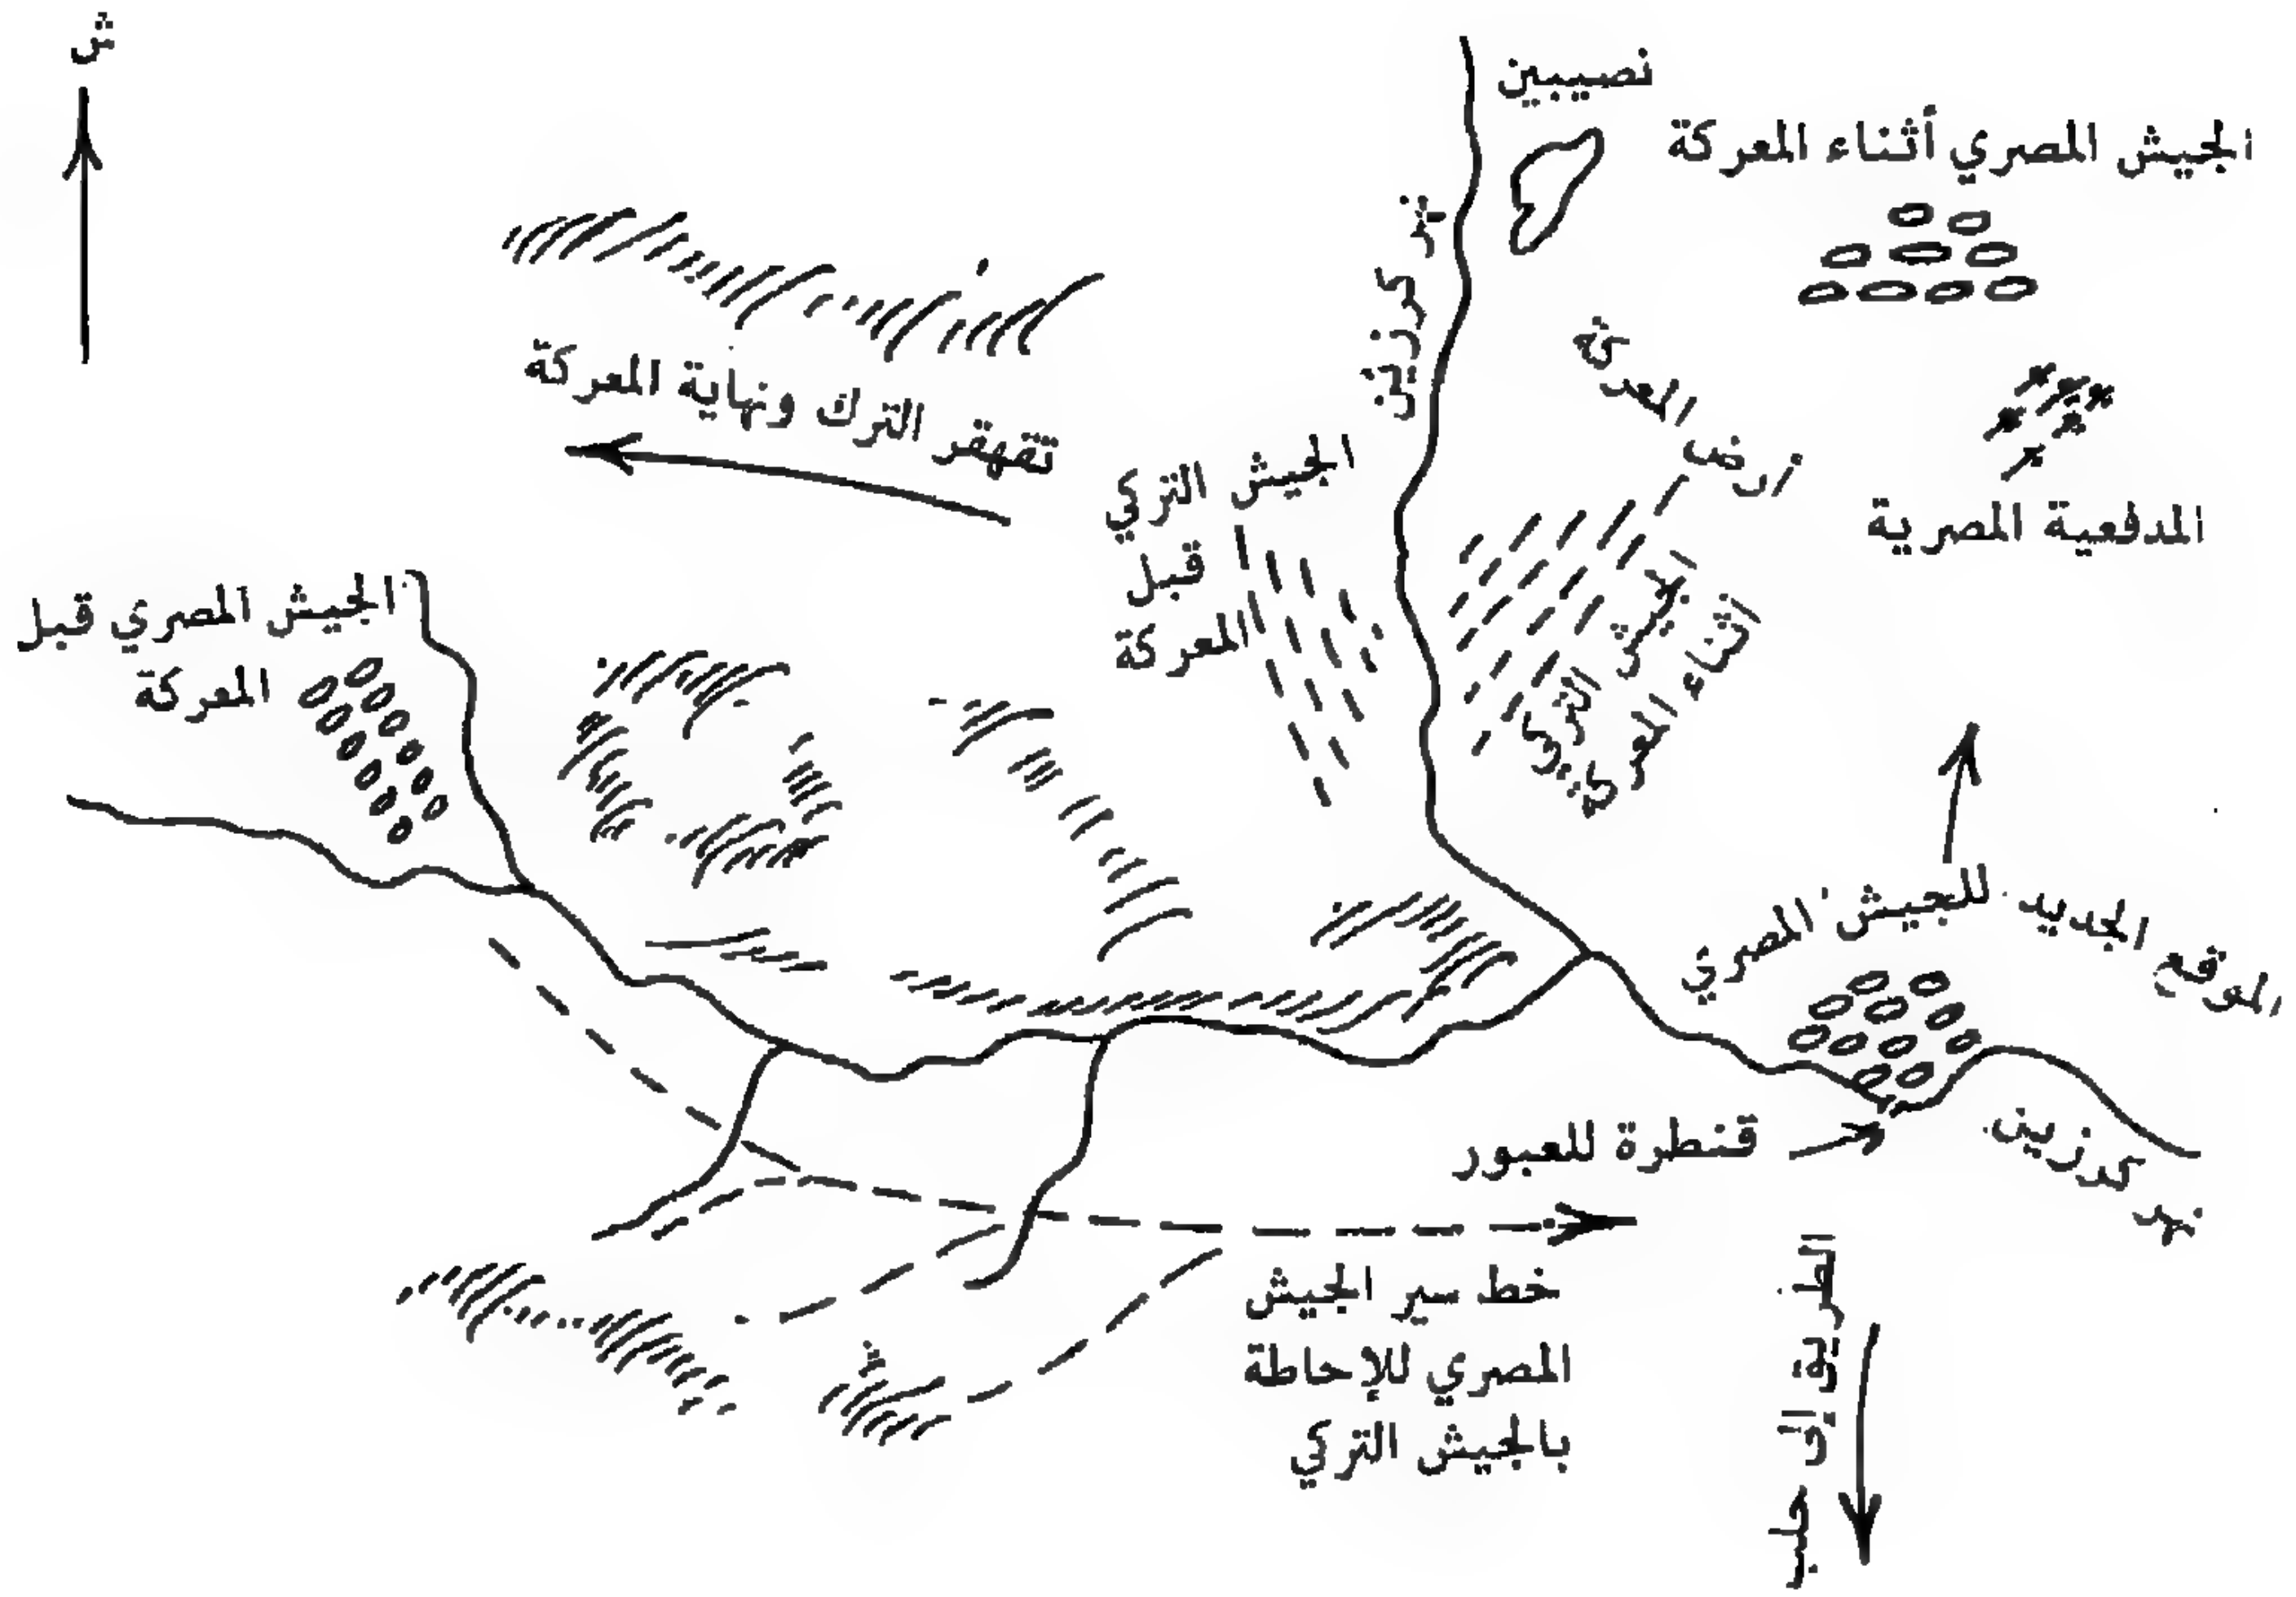 ش
نصيبين
الجيش المصري أثناء المعركة
نهر كرزين
أرض المعركة
المدفعية المصرية
تقهقر الترك ونهاية المعركة
الجيش التركي
قبل
المعركة
الجيش التركي
أثناء المعركة
الجيش المصري قبل
المعركة
الموقع الجديد للجيش المصري
قنطرة للعبور
نهر كرزين
خط سير الجيش
المصري للإحاطة
بالجيش التركي
الطريق إلى حلب